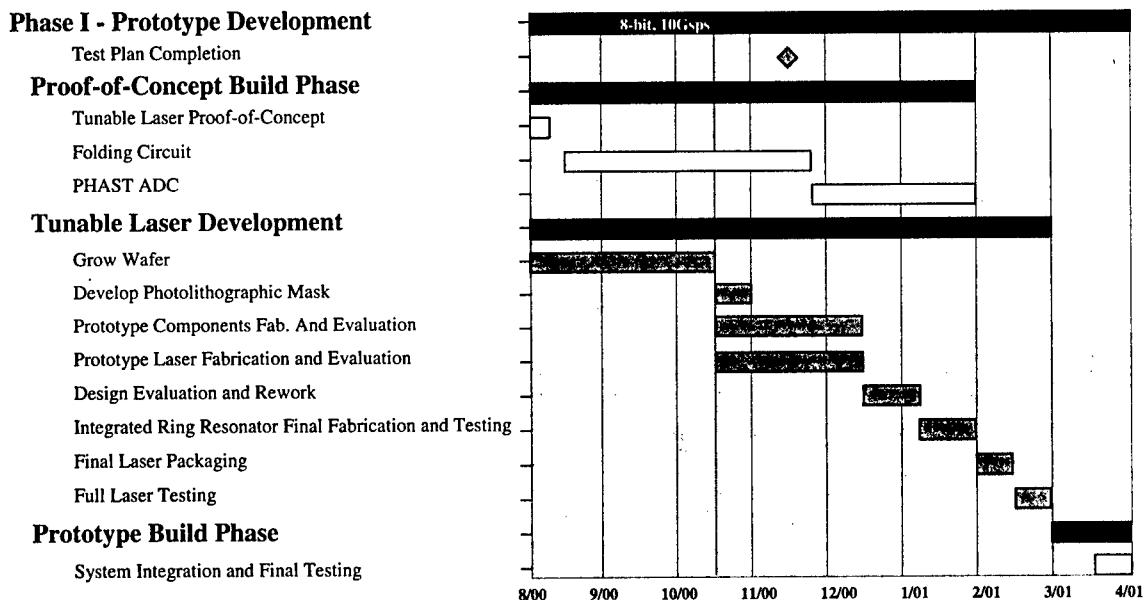 Phase I - Prototype Development
8-bit, 10Gsps
Test Plan Completion
Proof-of-Concept Build Phase
Tunable Laser Proof-of-Concept
Folding Circuit
PHAST ADC
Tunable Laser Development
Grow Wafer
Develop Photolithographic Mask
Prototype Components Fab. And Evaluation
Prototype Laser Fabrication and Evaluation
Design Evaluation and Rework
Integrated Ring Resonator Final Fabrication and Testing
Final Laser Packaging
Full Laser Testing
Prototype Build Phase
System Integration and Final Testing
8/00 9/00 10/00 11/00 12/00 1/01 2/01 3/01 4/01